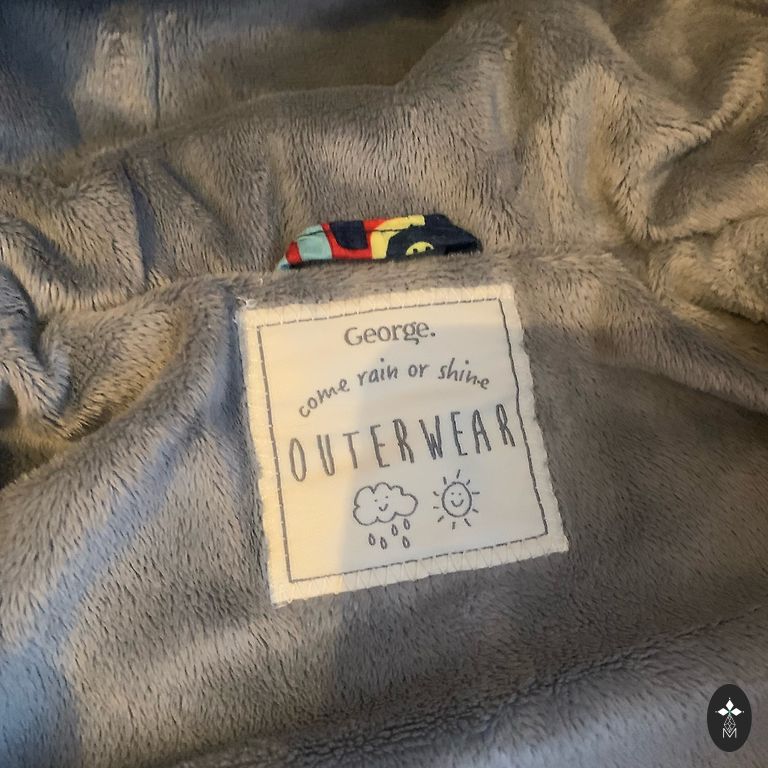 George.
come rain or shine
OUTERWEAR
M